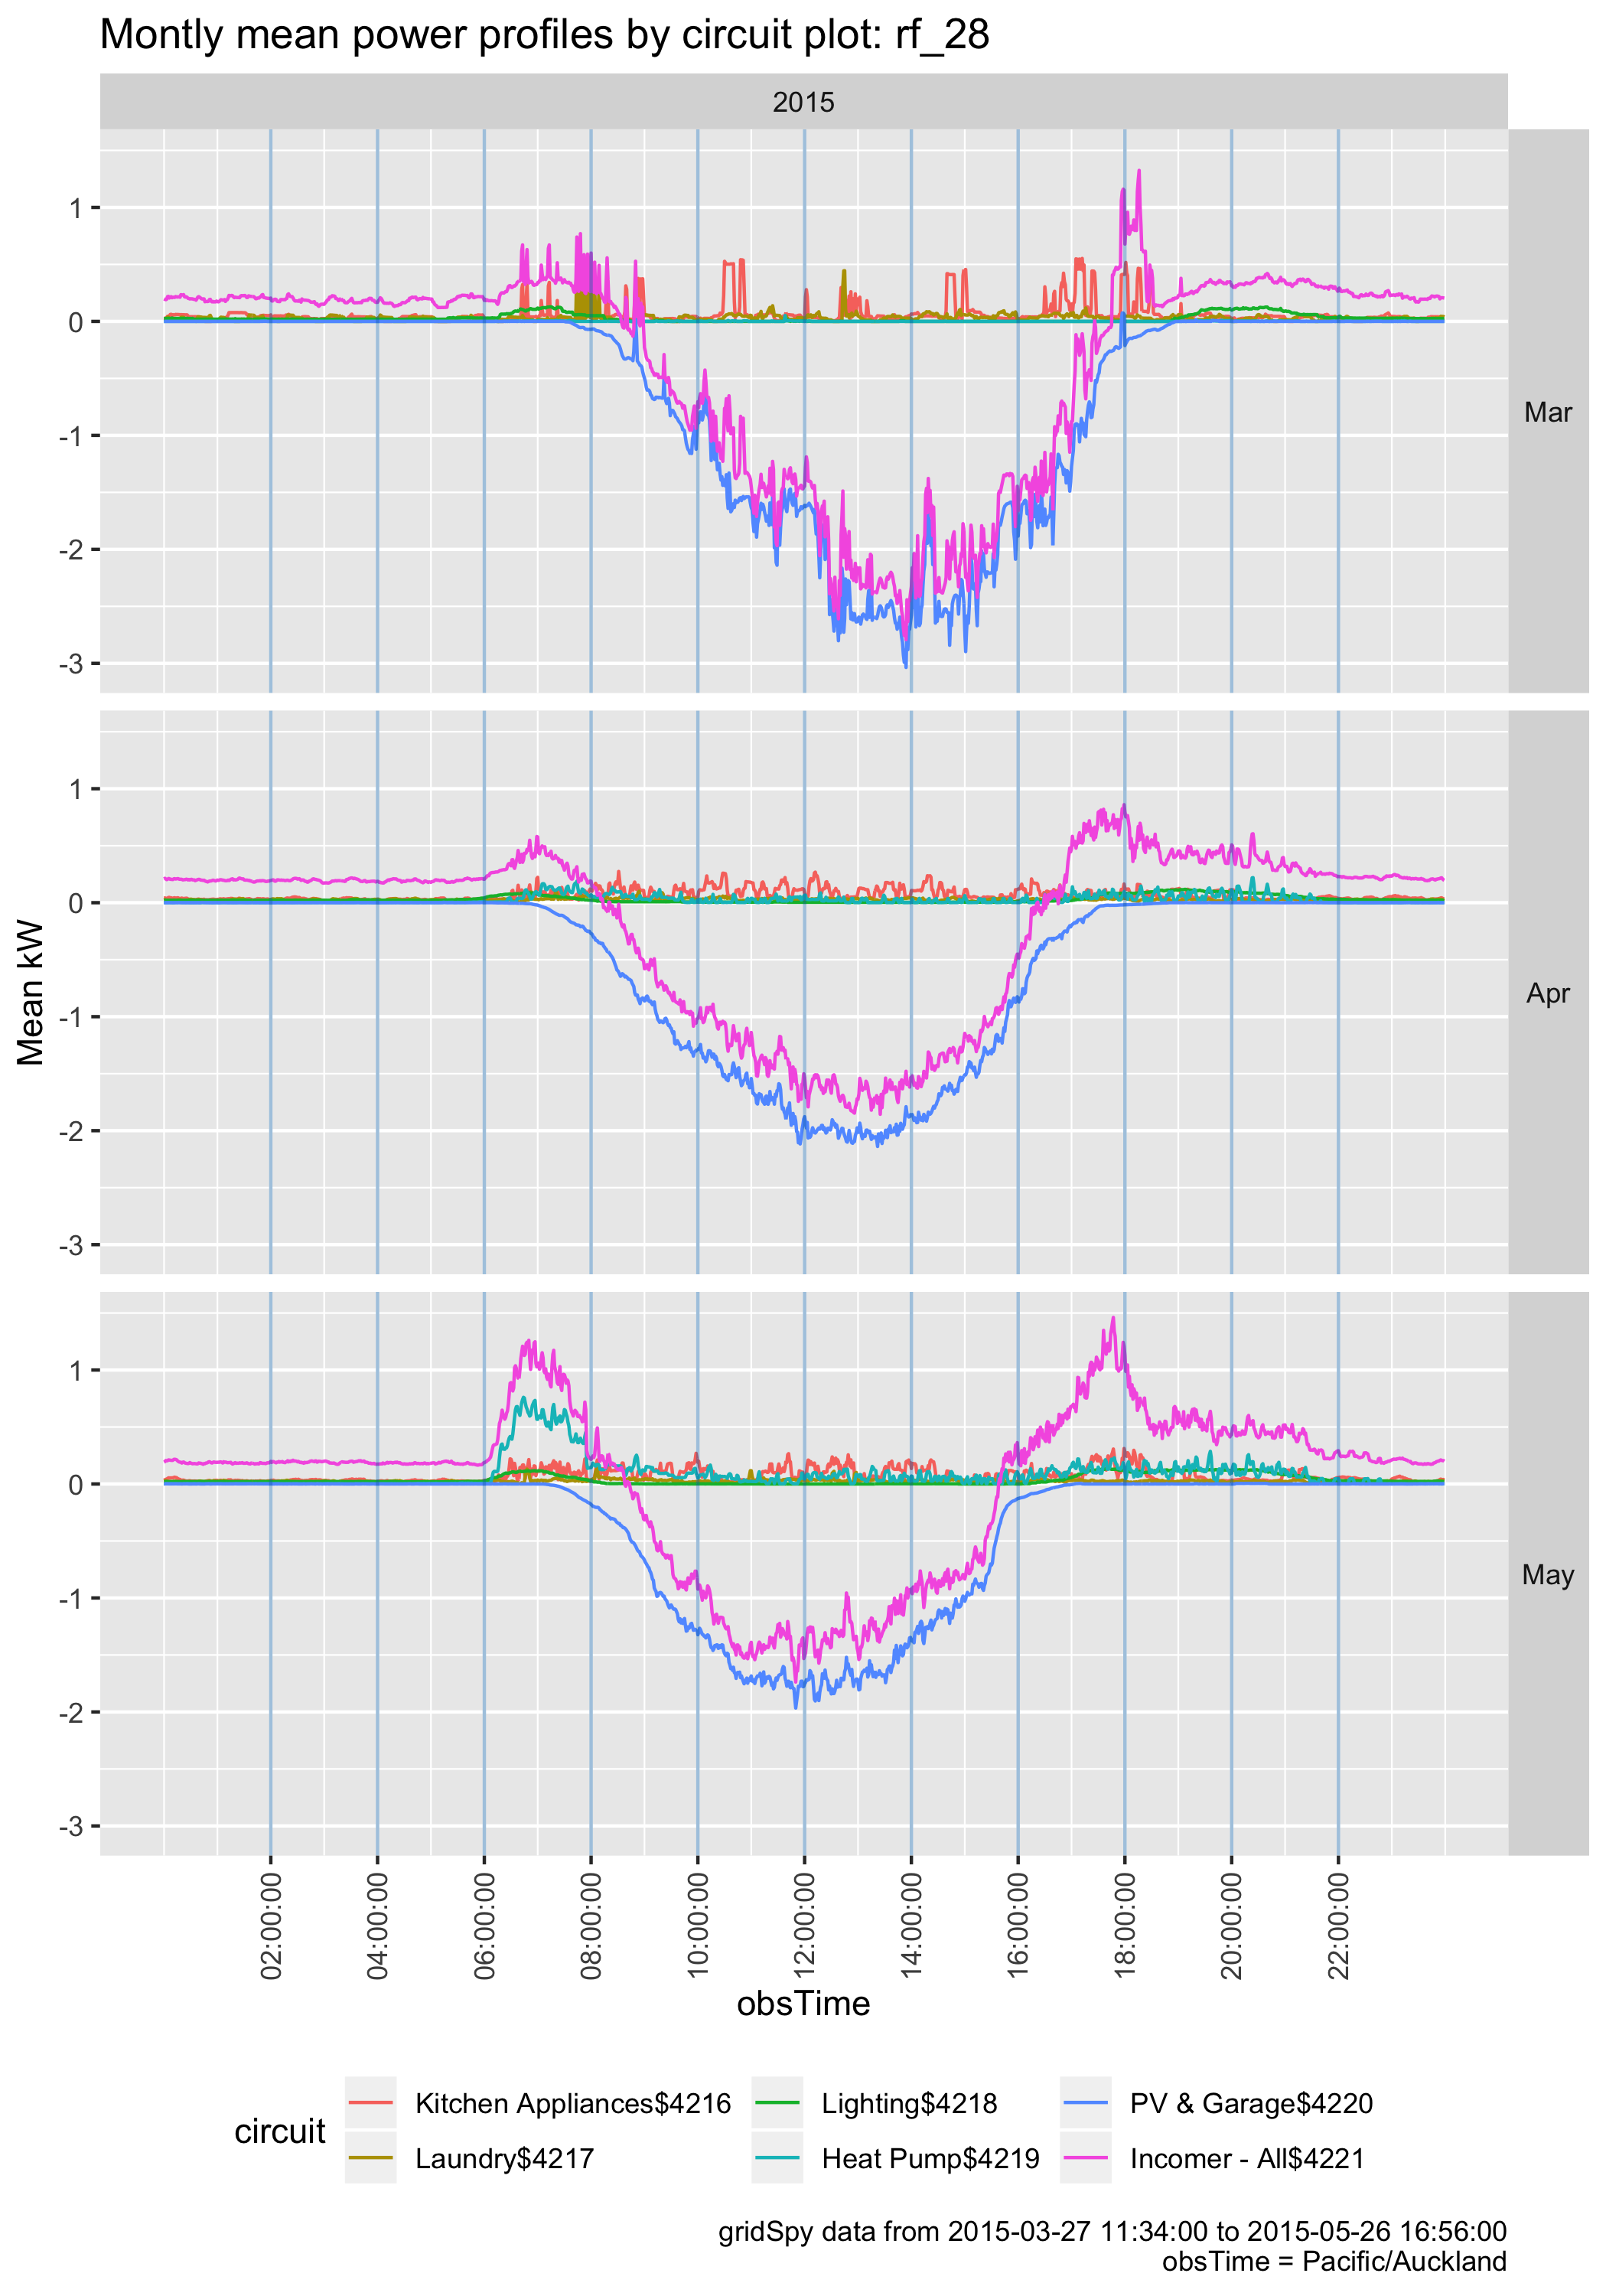 Montly mean power profiles by circuit plot: rf_28
2015
1
0
-1
-2
-3
Mar
1
0
-1
-2
-3
Apr
1
0
-1
-2
-3
May
Mean kW
02:00:00
04:00:00
06:00:00
08:00:00
10:00:00
12:00:00
14:00:00
16:00:00
18:00:00
20:00:00
22:00:00
obsTime
circuit
Kitchen Appliances$4216
Lighting$4218
PV & Garage$4220
Laundry$4217
Heat Pump$4219
Incomer - All$4221
gridSpy data from 2015-03-27 11:34:00 to 2015-05-26 16:56:00
obsTime = Pacific/Auckland